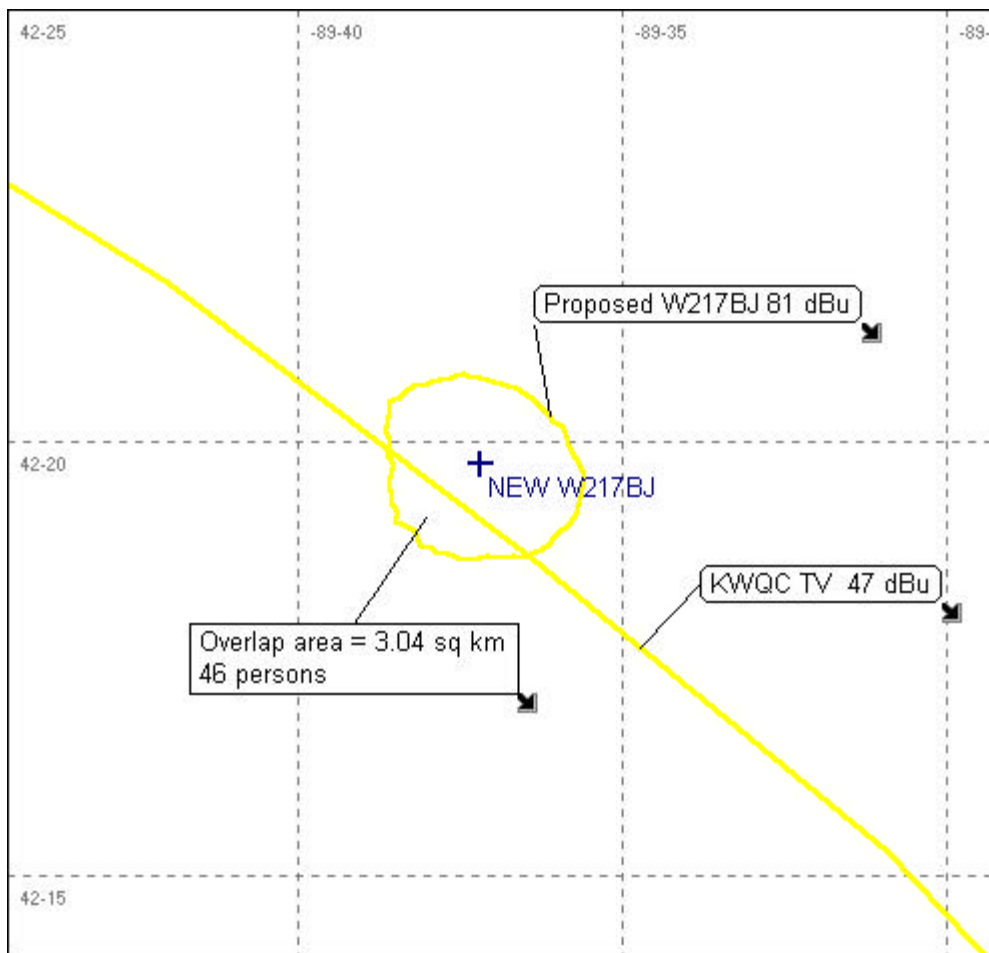 42-25
-89-40
-89-35
-89-
Proposed W217BJ 81 dBu
42-20
NEW W217BJ
KWQC TV 47 dBu
Overlap area = 3.04 sq km
46 persons
42-15